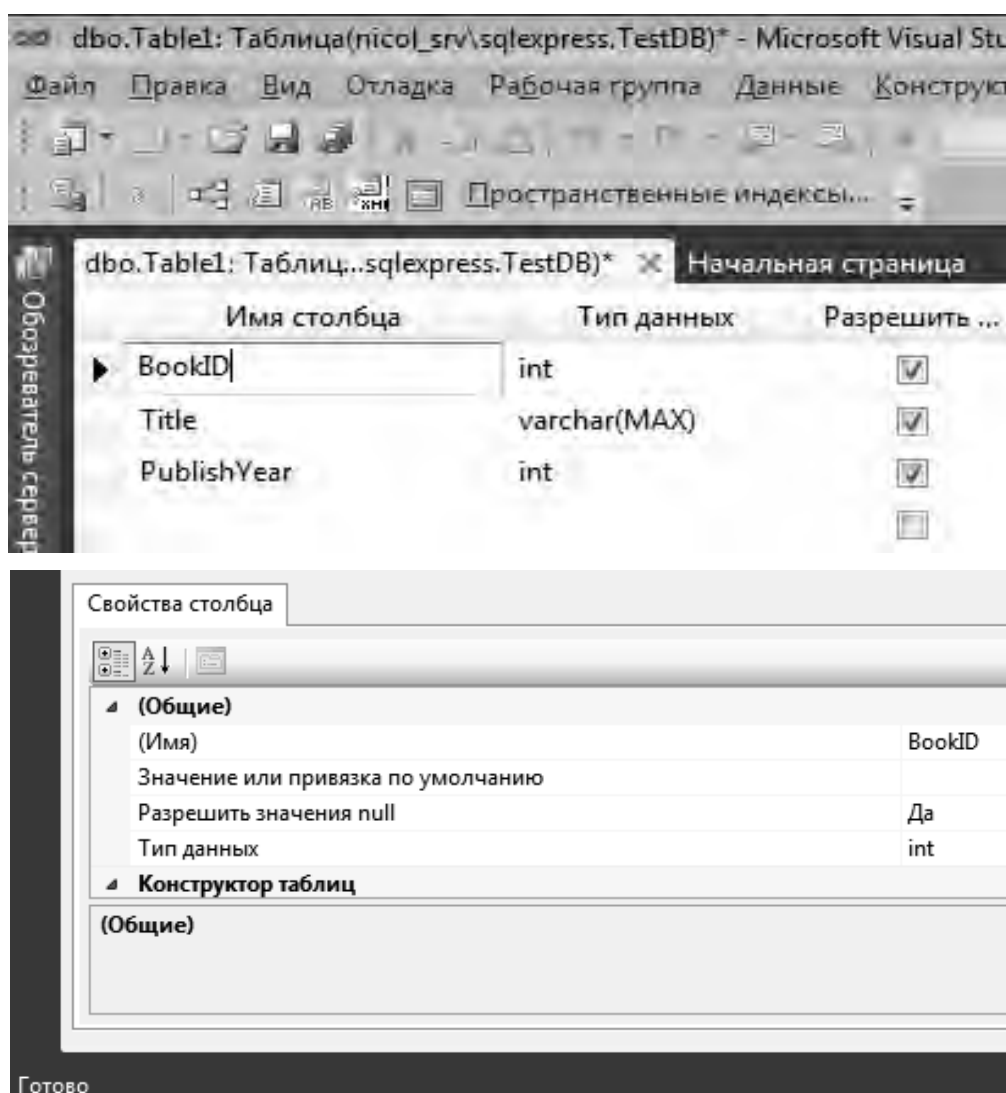 dbo.Table1: Таблица(nicol_srv\sqlexpress.TestDB)* - Microsoft Visual Stu
Файл Правка Вид Отладка Рабочая группа Данные Конструкт
Пространственные индексы...
dbo.Table1: Таблиц...sqlexpress.TestDB)* Начальная страница
Обозреватель сервер
Имя столбца Тип данных Разрешить ...
BookID int
Title varchar(MAX)
PublishYear int
Свойства столбца
(Общие)
(Имя) BookID
Значение или привязка по умолчанию
Разрешить значения null Да
Тип данных int
Конструктор таблиц
(Общие)
Готово